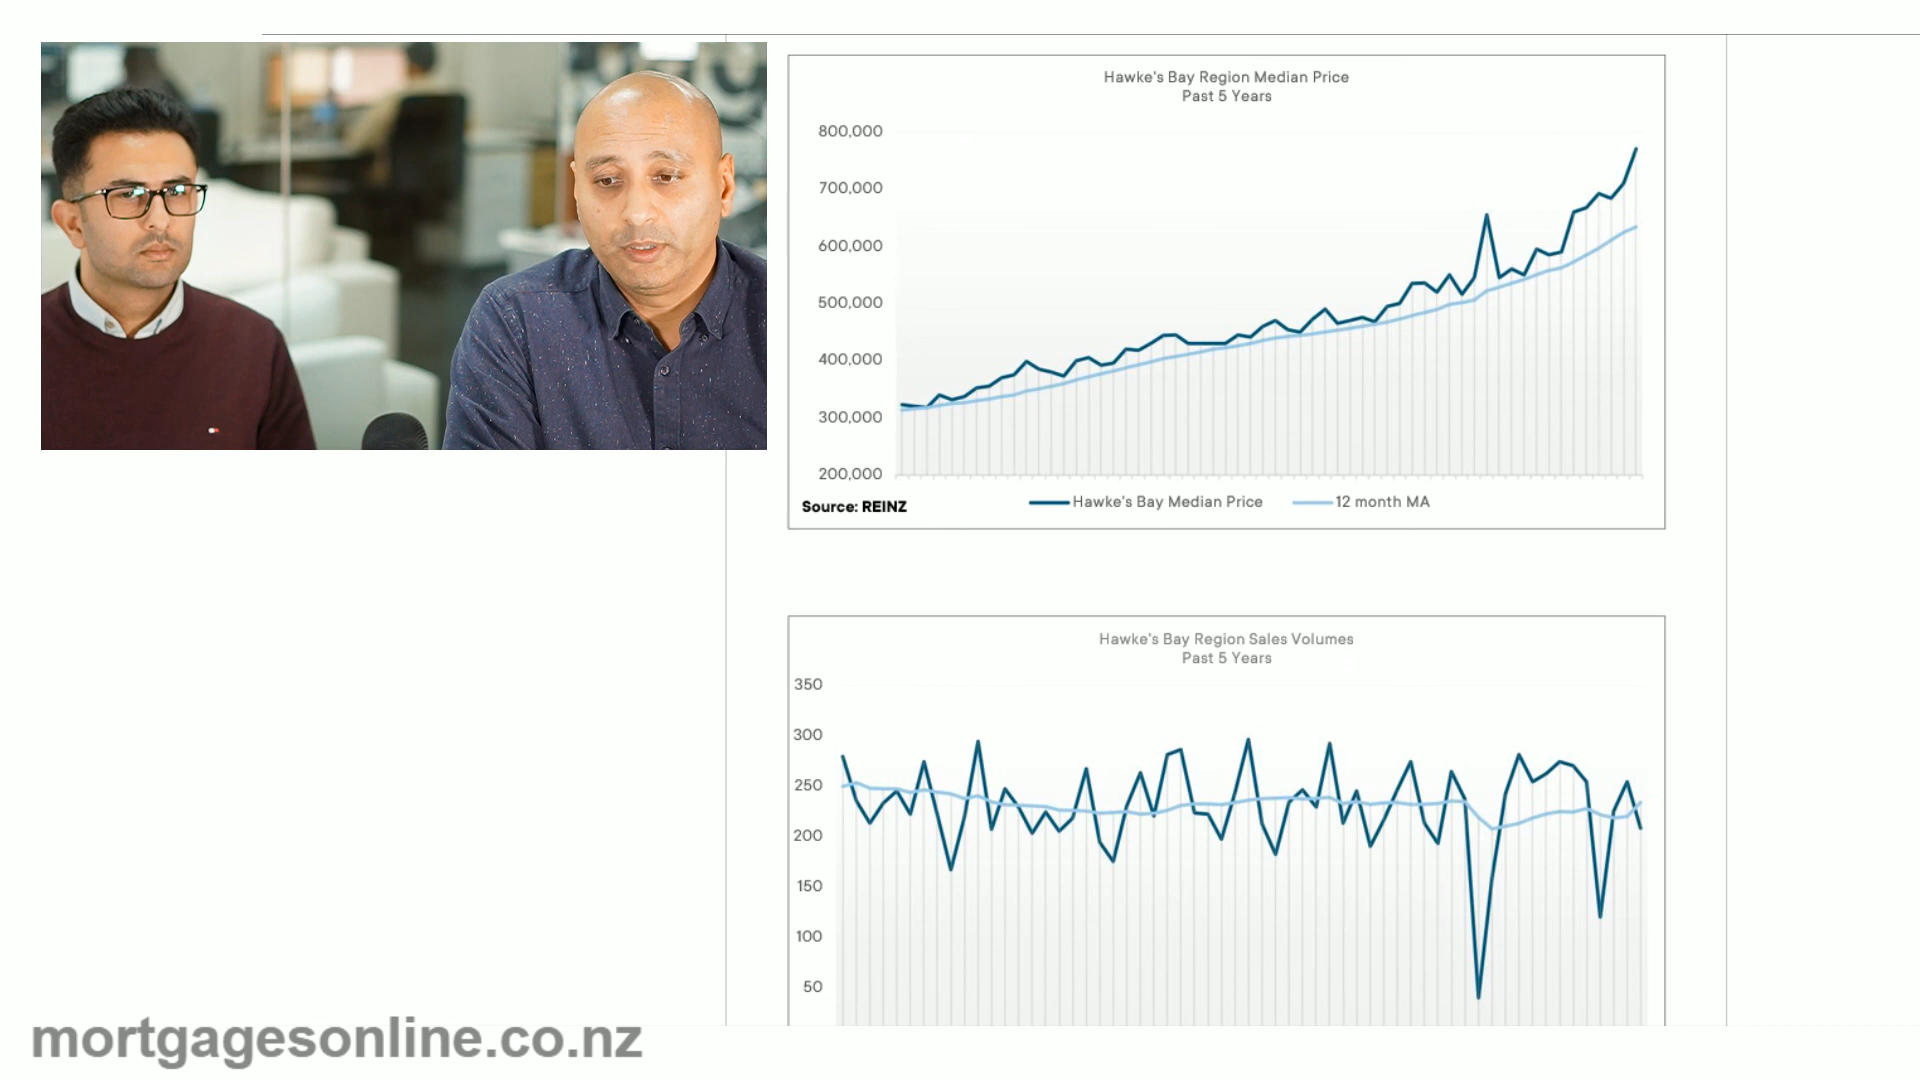 Hawke's Bay Region Median Price
Past 5 Years
800,000
700,000
600,000
500,000
400,000
300,000
200,000
Source: REINZ
Hawke's Bay Median Price
12 month MA
Hawke's Bay Region Sales Volumes
Past 5 Years
350
300
250
200
150
100
50
mortgagesonline.co.nz